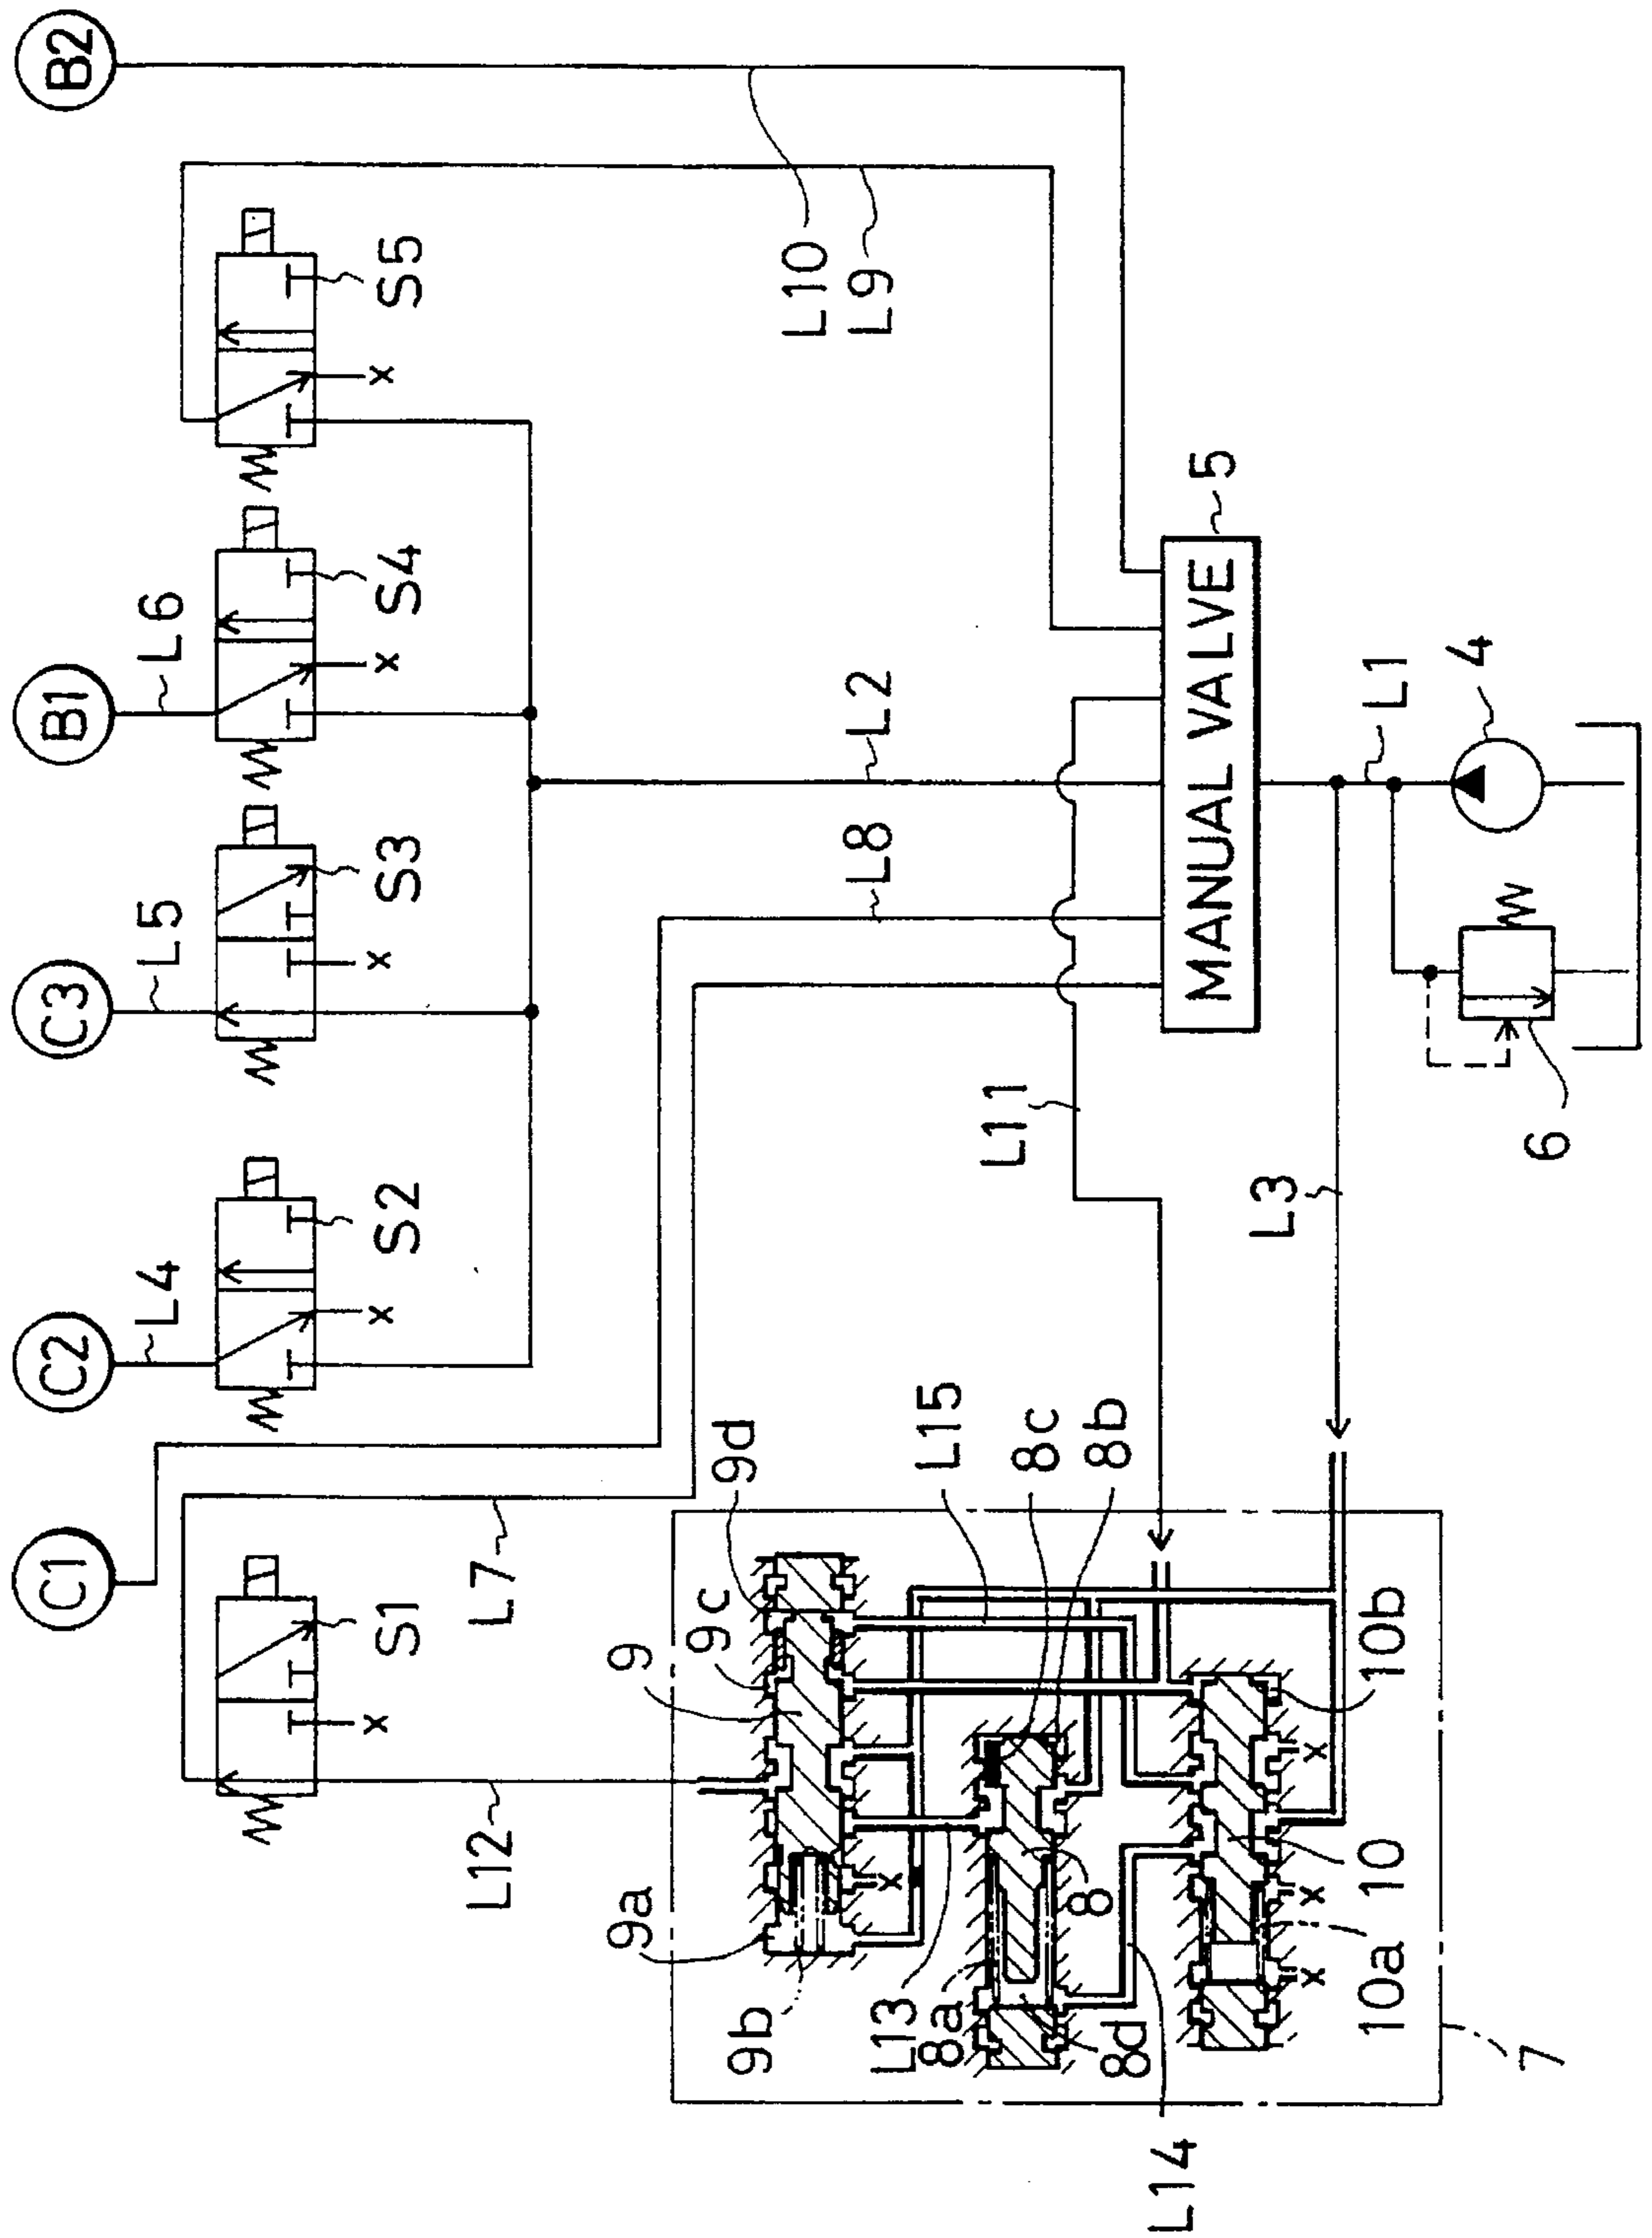 C1
C2
C3
B1
B2
L4
L5
L6
S1
S2
S3
S4
S5
x
x
x
x
x
L7
L12
L8
L2
L10
L9
9a
9
9c
9d
9b
x
L15
L13
8a
8
8c
8b
8d
L11
MANUAL VALVE
5
L14
10a
10
10b
x
x
x
7
L3
L1
4
6